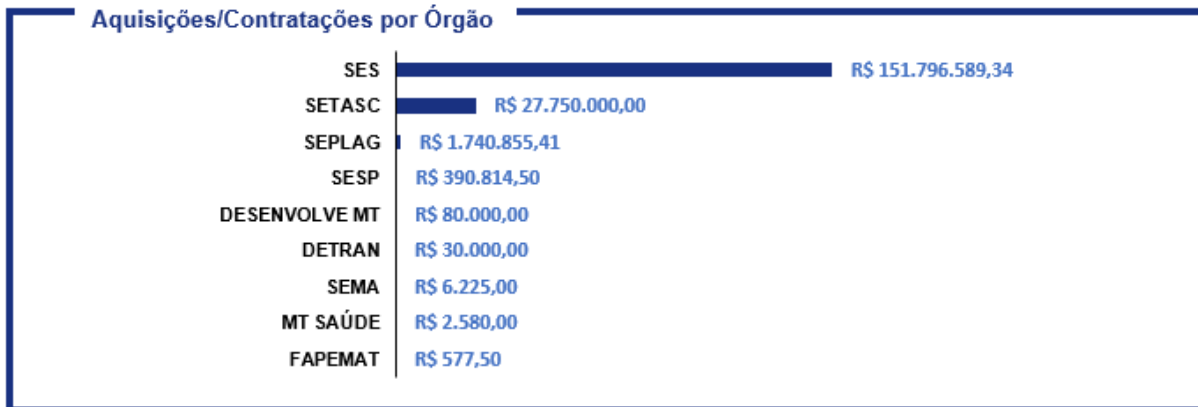 Aquisições/Contratações por Órgão
SES R$ 151.796.589,34
SETASC R$ 27.750.000,00
SEPLAG R$ 1.740.855,41
SESP R$ 390.814,50
DESENVOLVE MT R$ 80.000,00
DETRAN R$ 30.000,00
SEMA R$ 6.225,00
MT SAÚDE R$ 2.580,00
FAPEMAT R$ 577,50